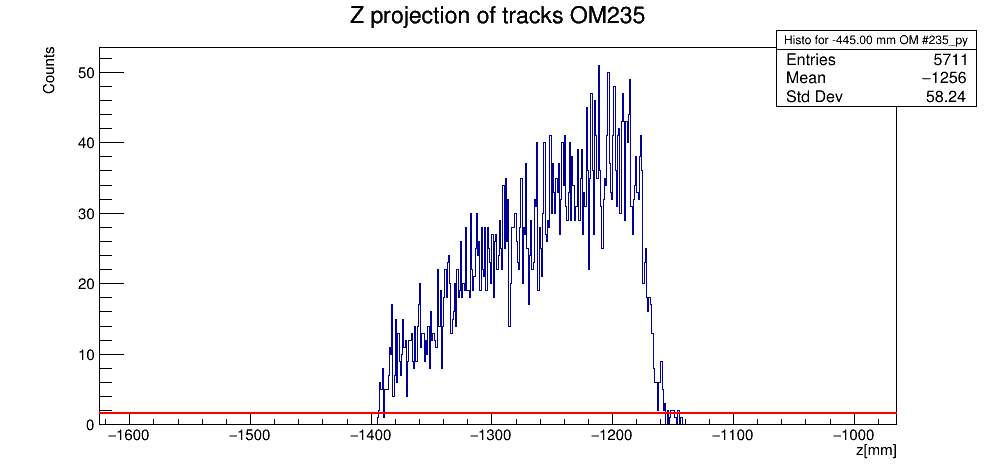 Z projection of tracks OM235
Histo for -445.00 mm OM #235_py
Entries 5711
Mean −1256
Std Dev 58.24
Counts
50
40
30
20
10
0
−1600 −1500 −1400 −1300 −1200 −1100 −1000
z[mm]